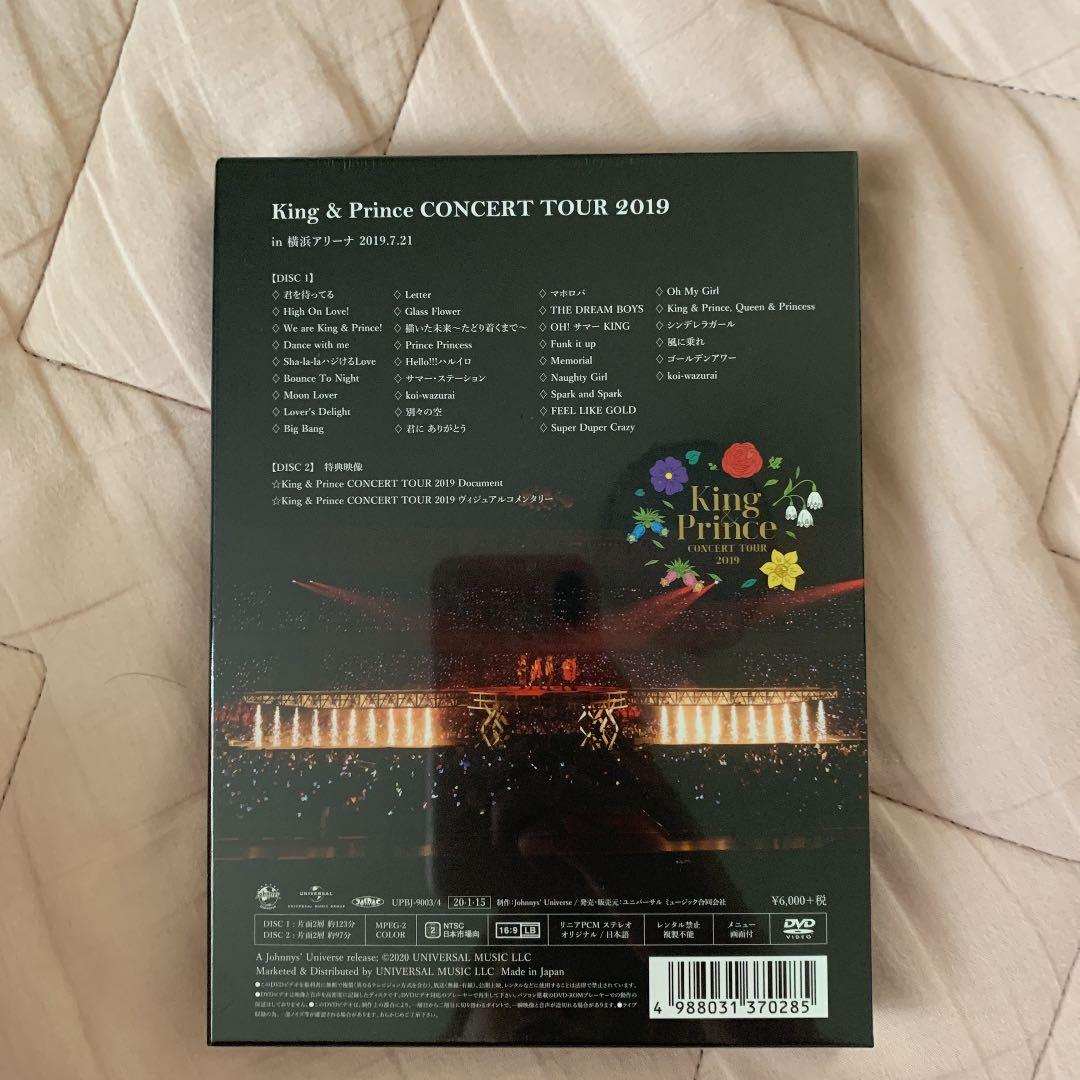 King & Prince CONCERT TOUR 2019
in 横浜アリーナ 2019.7.21
【DISC 1】
◇ 君を待ってる
◇ High On Love!
◇ We are King & Prince!
◇ Dance with me
◇ Sha-la-laハジけるLove
◇ Bounce To Night
◇ Moon Lover
◇ Lover's Delight
◇ Big Bang
◇ Letter
◇ Glass Flower
◇ 描いた未来～たどり着くまで～
◇ Prince Princess
◇ Hello!!!ハルイロ
◇ サマー・ステーション
◇ koi-wazurai
◇ 別々の空
◇ 君に ありがとう
◇ マホロバ
◇ THE DREAM BOYS
◇ OH! サマー KING
◇ Funk it up
◇ Memorial
◇ Naughty Girl
◇ Spark and Spark
◇ FEEL LIKE GOLD
◇ Super Duper Crazy
◇ Oh My Girl
◇ King & Prince, Queen & Princess
◇ シンデレラガール
◇ 風に乗れ
◇ ゴールデンアワー
◇ koi-wazurai
【DISC 2】 特典映像
☆King & Prince CONCERT TOUR 2019 Document
☆King & Prince CONCERT TOUR 2019 ヴィジュアルコメンタリー
King
Prince
CONCERT TOUR
2019
UNIVERSAL
UNIVERSAL MUSIC GROUP
UPBJ-9003/4 20・1・15 制作：Johnnys' Universe / 発売・販売元：ユニバーサル ミュージック合同会社 ¥6,000+税
DISC 1：片面2層 約123分
DISC 2：片面2層 約97分
MPEG-2
COLOR
2 NTSC
日本市場向
16:9 LB
リニアPCM ステレオ
オリジナル / 日本語
レンタル禁止
複製不能
メニュー
画面付
DVD
VIDEO
A Johnnys' Universe release; ©2020 UNIVERSAL MUSIC LLC
Marketed & Distributed by UNIVERSAL MUSIC LLC Made in Japan
4 988031 370285